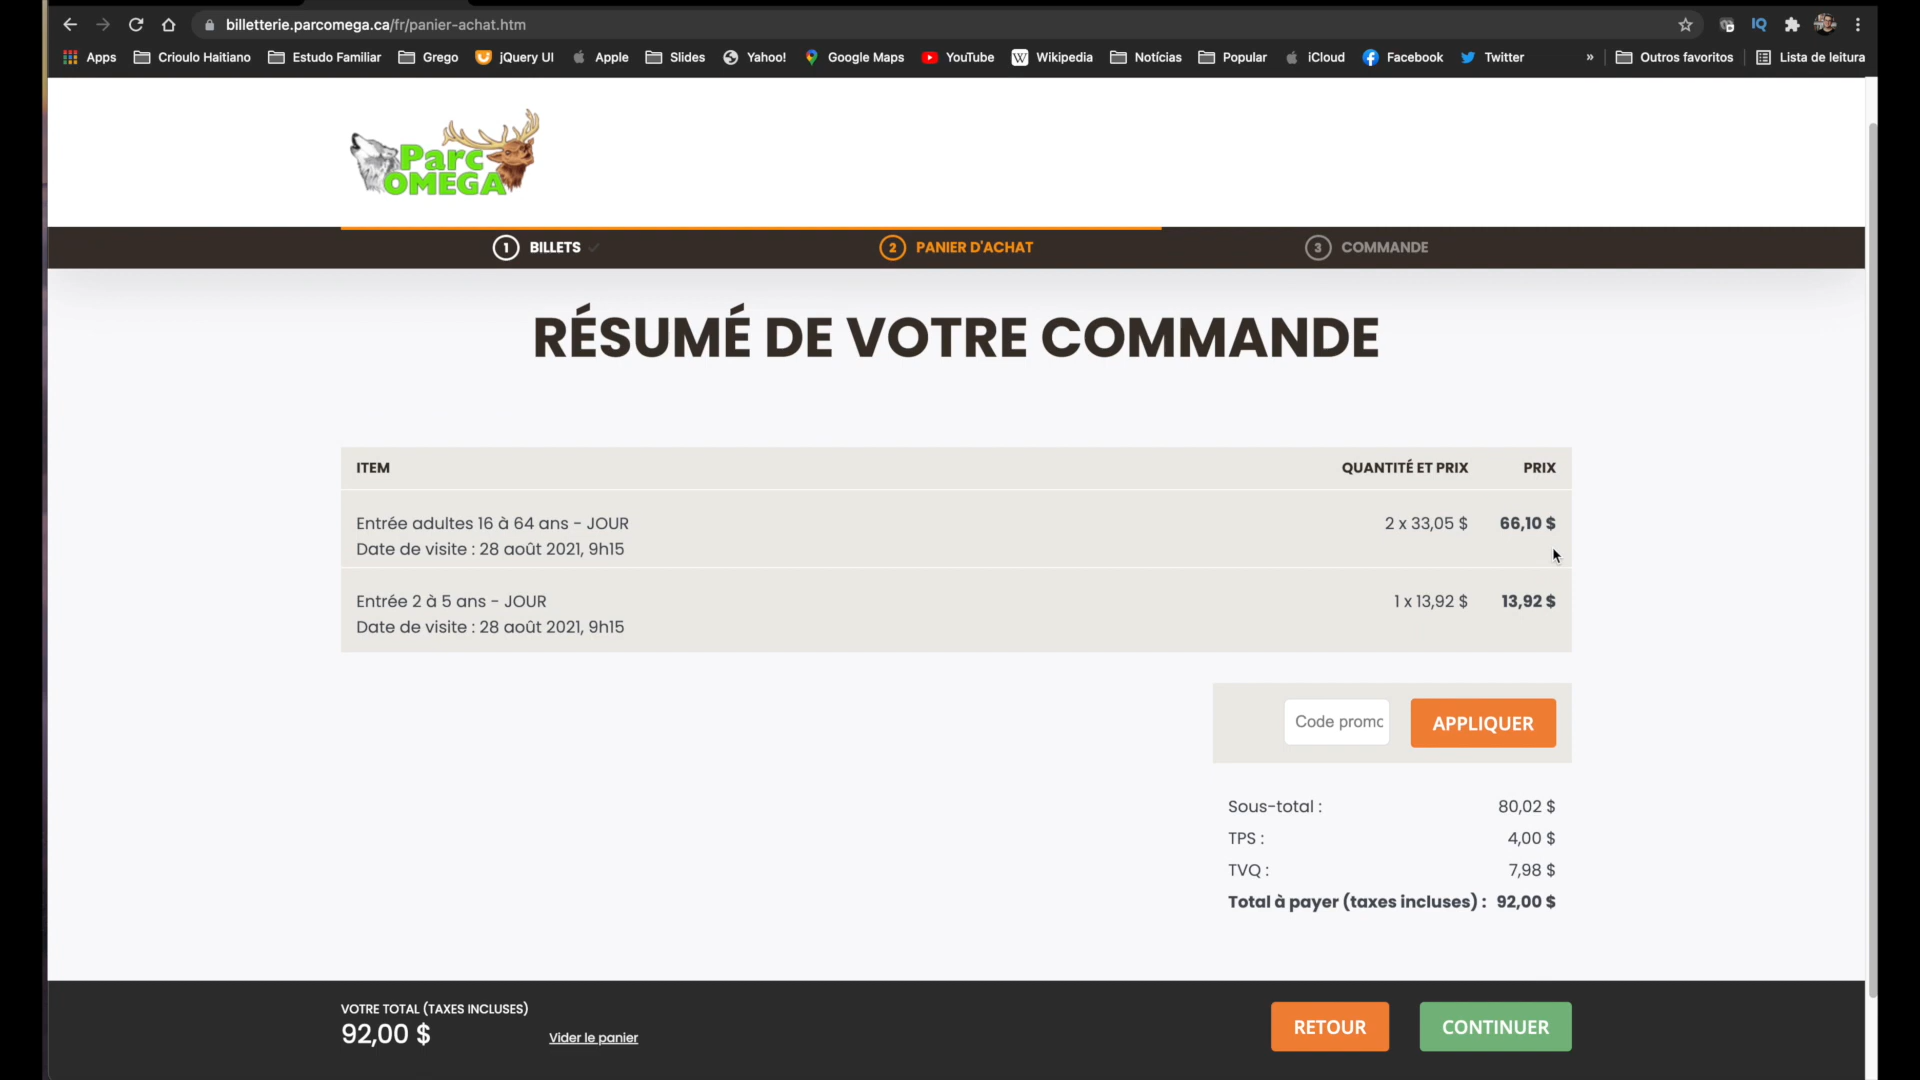 billetterie.parcomega.ca/fr/panier-achat.htm
IQ
Apps Crioulo Haitiano Estudo Familiar Grego jQuery UI Apple Slides Yahoo! Google Maps YouTube W Wikipedia Notícias Popular iCloud Facebook Twitter » Outros favoritos Lista de leitura
Parc
OMEGA
1 BILLETS 2 PANIER D'ACHAT 3 COMMANDE
RÉSUMÉ DE VOTRE COMMANDE
ITEM QUANTITÉ ET PRIX PRIX
Entrée adultes 16 à 64 ans - JOUR 2 x 33,05 $ 66,10 $
Date de visite : 28 août 2021, 9h15
Entrée 2 à 5 ans - JOUR 1 x 13,92 $ 13,92 $
Date de visite : 28 août 2021, 9h15
Code promo APPLIQUER
Sous-total : 80,02 $
TPS : 4,00 $
TVQ : 7,98 $
Total à payer (taxes incluses) : 92,00 $
VOTRE TOTAL (TAXES INCLUSES)
92,00 $ Vider le panier RETOUR CONTINUER